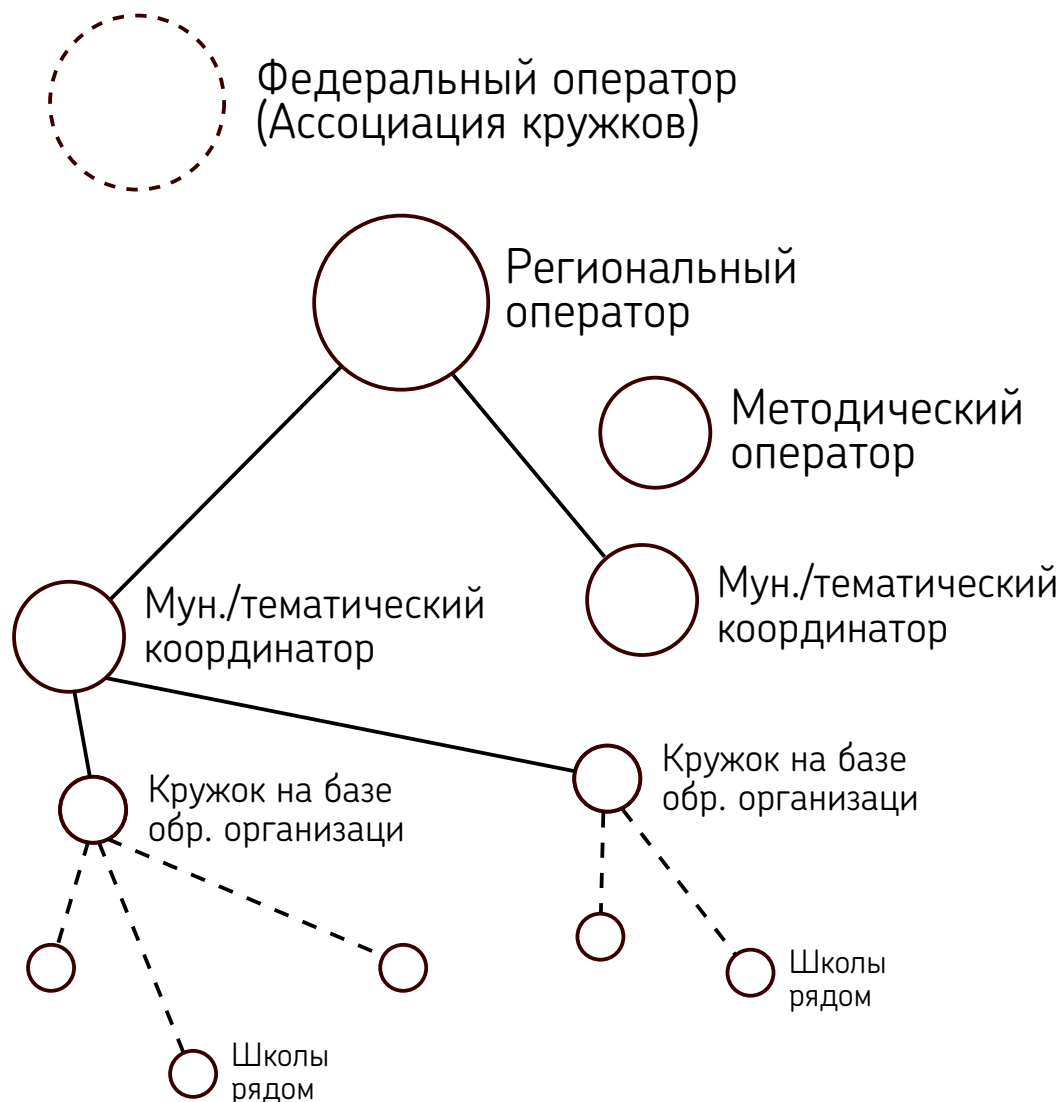 Федеральный оператор
(Ассоциация кружков)
Региональный
оператор
Методический
оператор
Мун./тематический
координатор
Мун./тематический
координатор
Кружок на базе
обр. организаци
Кружок на базе
обр. организаци
Школы
рядом
Школы
рядом